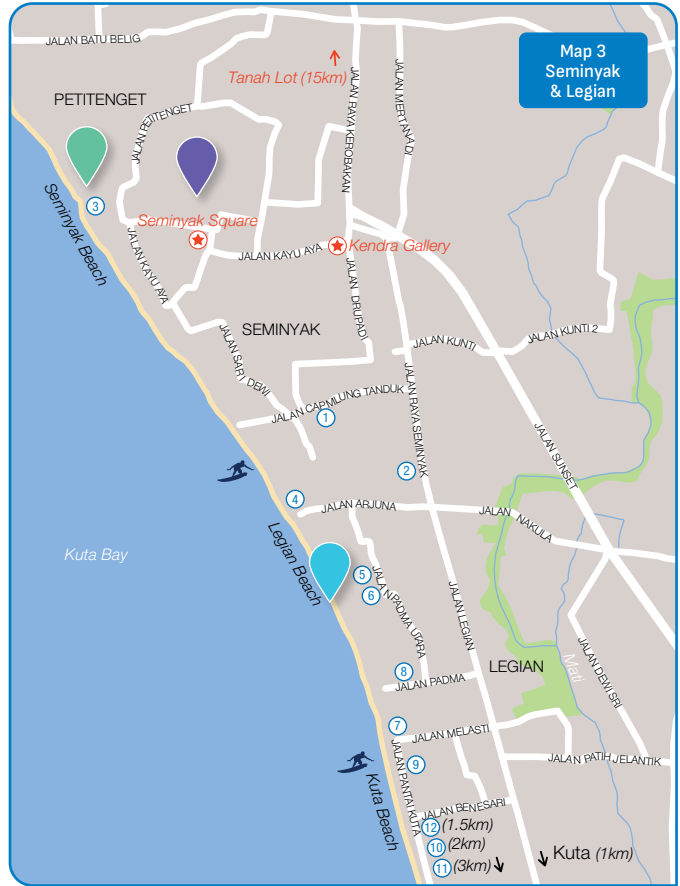 Map 3
Seminyak
& Legian
JALAN BATU BELIG
Tanah Lot (15km)
PETITENGET
JALAN PETITENGET
JALAN RAYA KEROBAKAN
JALAN MERTANADI
3
Seminyak Beach
Seminyak Square
JALAN KAYU AYA
JALAN KAYU AYA
Kendra Gallery
JALAN DRUPADI
SEMINYAK
JALAN KUNTI
JALAN KUNTI 2
JALAN SARI DEWI
JALAN CAPMLUNG TANDUK
1
JALAN RAYA SEMINYAK
2
JALAN SUNSET
4
JALAN ARJUNA
JALAN NAKULA
Legian Beach
Kuta Bay
5
6
JALAN PADMA UTARA
JALAN LEGIAN
LEGIAN
Mati
JALAN DEWI SRI
8
JALAN PADMA
7
JALAN MELASTI
9
JALAN PANTAI KUTA
JALAN PATIH JELANTIK
Kuta Beach
JALAN BENESARI
12 (1.5km)
10 (2km)
11 (3km)
Kuta (1km)